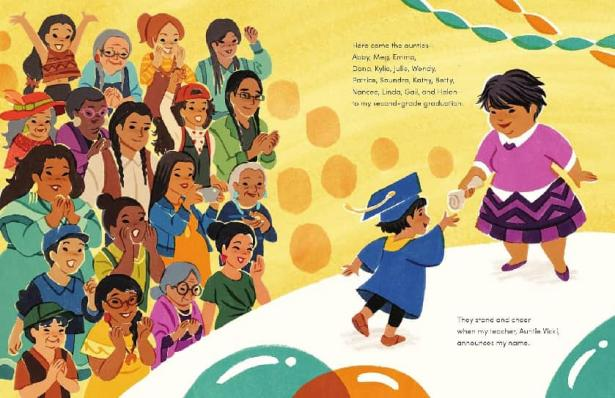 Here come the aunties—
Abby, Meg, Emma,
Dana, Kylie, Julie, Wendy,
Patrice, Saundra, Kathy, Betty,
Nancee, Linda, Gail, and Helen
to my second-grade graduation.
They stand and cheer
when my teacher, Auntie Vikki,
announces my name.